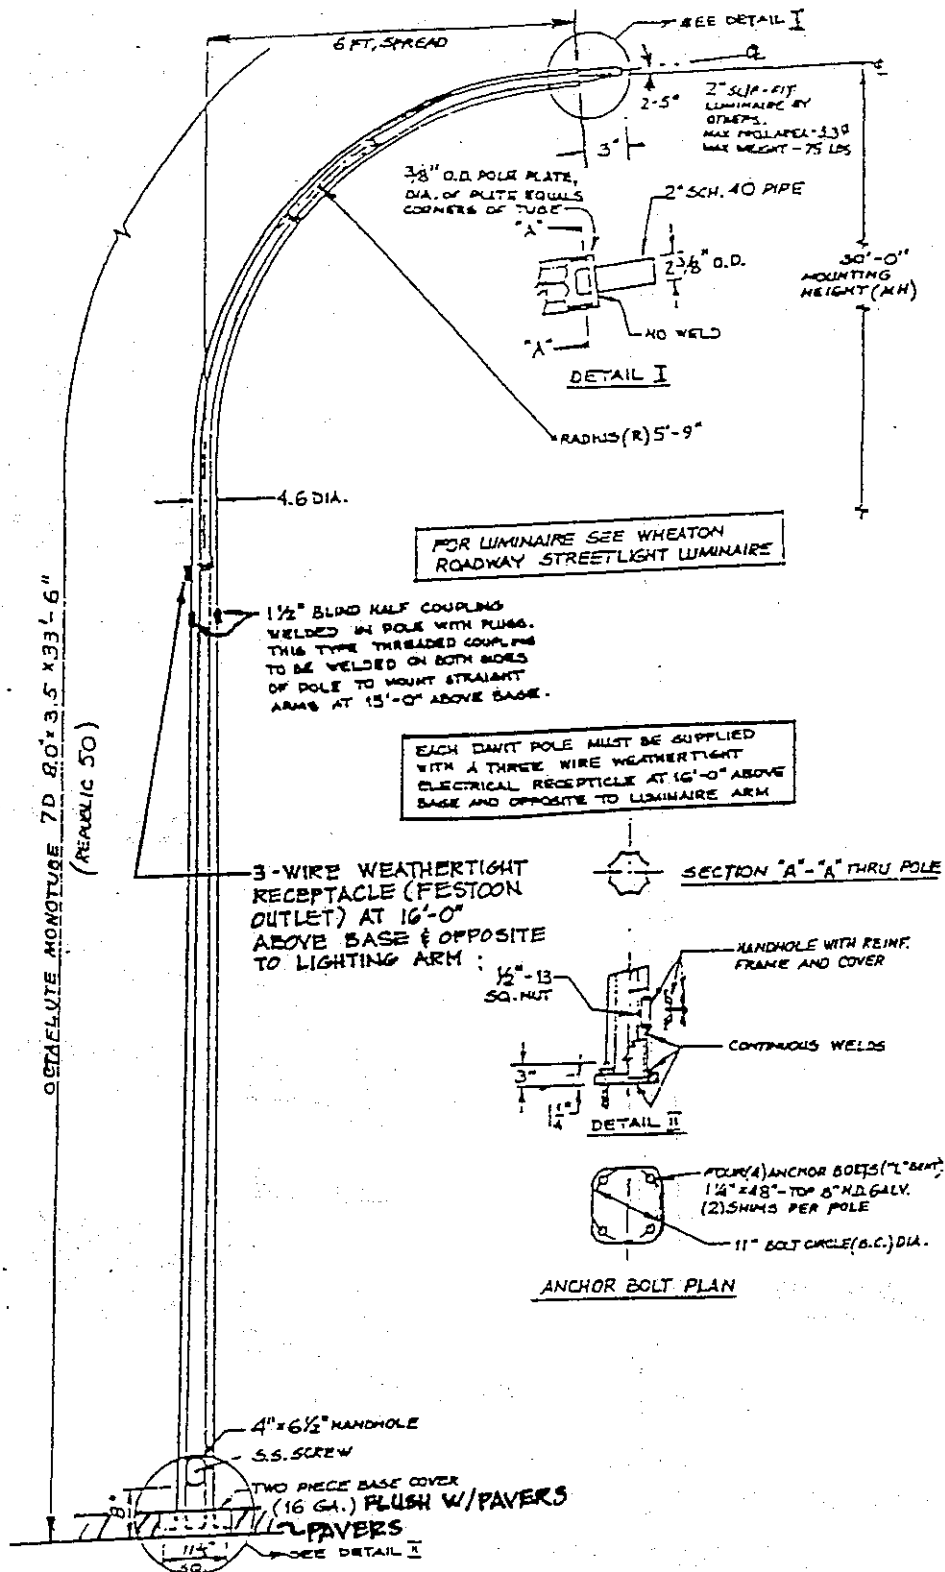 SEE DETAIL I
6 FT, SPREAD
2-5°
3"
2" SLIP-FIT
LUMINAIRE BY
OTHERS.
MAX WEIGHT - 75 LBS
30'-0"
MOUNTING
HEIGHT (MH)
3/8" O.D. POLE PLATE,
DIA. OF PLATE EQUALS
CORNERS OF TUBE
"A"
2" SCH. 40 PIPE
2 3/8" O.D.
NO WELD
"A"
DETAIL I
RADIUS (R) 5'-9"
4.6 DIA.
FOR LUMINAIRE SEE WHEATON
ROADWAY STREETLIGHT LUMINAIRE
1 1/2" BLIND HALF COUPLING
WELDED IN POLE WITH PLUGS.
THIS TYPE THREADED COUPLING
TO BE WELDED ON BOTH SIDES
OF POLE TO MOUNT STRAIGHT
ARMS AT 15'-0" ABOVE BASE.
EACH DAVIT POLE MUST BE SUPPLIED
WITH A THREE WIRE WEATHERTIGHT
ELECTRICAL RECEPTICLE AT 16'-0" ABOVE
BASE AND OPPOSITE TO LUMINAIRE ARM
OCTAFLUTE MONOTUBE 7D 8.0 x 3.5 x 33'-6"
(REPUBLIC 50)
3-WIRE WEATHERTIGHT
RECEPTACLE (FESTOON
OUTLET) AT 16'-0"
ABOVE BASE & OPPOSITE
TO LIGHTING ARM :
SECTION "A"-"A" THRU POLE
1/2"-13
SQ. NUT
HANDHOLE WITH REINF.
FRAME AND COVER
CONTINUOUS WELDS
3"
1 1/4"
DETAIL II
FOUR (4) ANCHOR BOLTS ("L" BENT),
1 1/4" x 48" - TOP 8" H.D. GALV.
(2) SHIMS PER POLE
11" BOLT CIRCLE (B.C.) DIA.
ANCHOR BOLT PLAN
4" x 6 1/2" HANDHOLE
S.S. SCREW
TWO PIECE BASE COVER
(16 GA.) FLUSH W/PAVERS
PAVERS
8"
SQ.
SEE DETAIL II